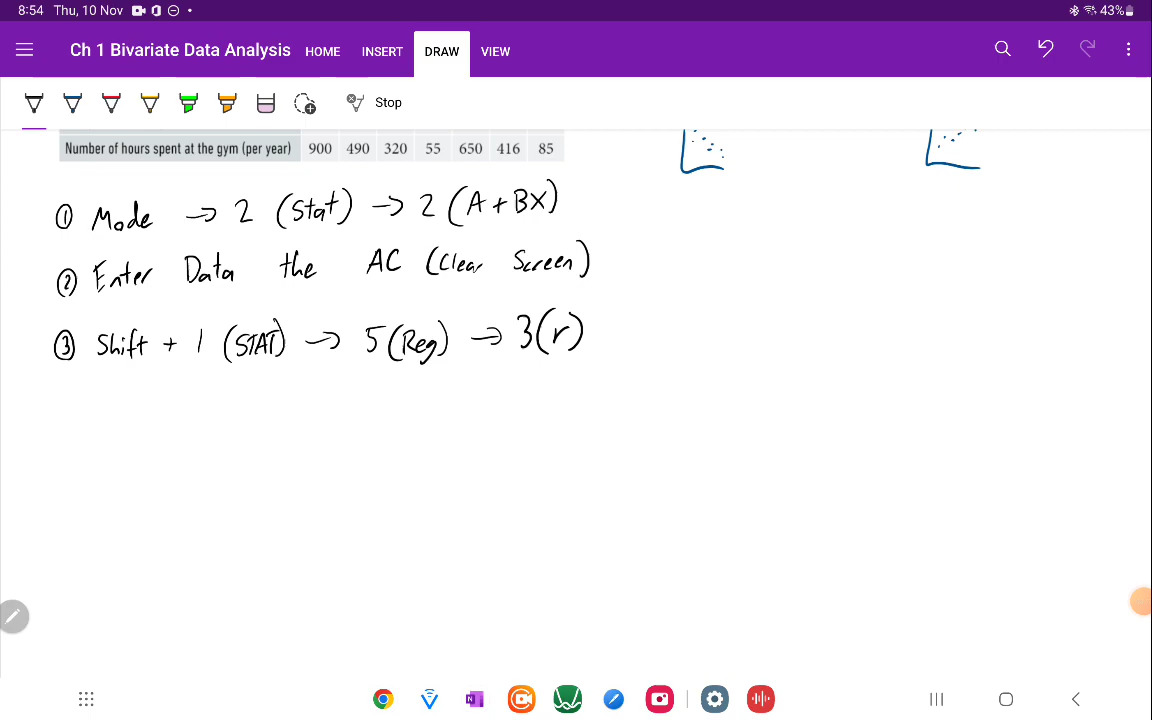 8:54 Thu, 10 Nov 43%
Ch 1 Bivariate Data Analysis HOME INSERT DRAW VIEW
Stop
Number of hours spent at the gym (per year) 900 490 320 55 650 416 85
① Mode → 2 (Stat) → 2 (A + BX)
② Enter Data the AC (Clear Screen)
③ Shift + 1 (STAT) → 5 (Reg) → 3 (r)